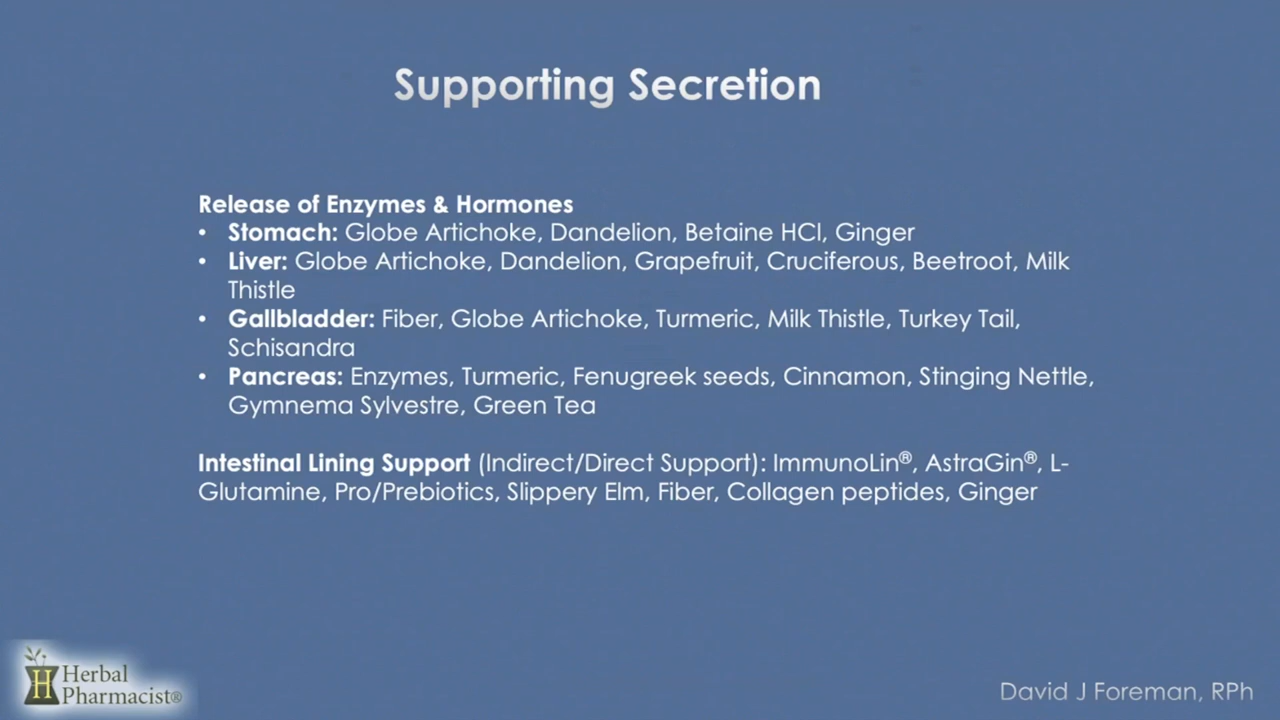 Supporting Secretion
Release of Enzymes & Hormones
• Stomach: Globe Artichoke, Dandelion, Betaine HCl, Ginger
• Liver: Globe Artichoke, Dandelion, Grapefruit, Cruciferous, Beetroot, Milk
Thistle
• Gallbladder: Fiber, Globe Artichoke, Turmeric, Milk Thistle, Turkey Tail,
Schisandra
• Pancreas: Enzymes, Turmeric, Fenugreek seeds, Cinnamon, Stinging Nettle,
Gymnema Sylvestre, Green Tea
Intestinal Lining Support (Indirect/Direct Support): ImmunoLin®, AstraGin®, L-
Glutamine, Pro/Prebiotics, Slippery Elm, Fiber, Collagen peptides, Ginger
H Herbal
Pharmacist®
David J Foreman, RPh